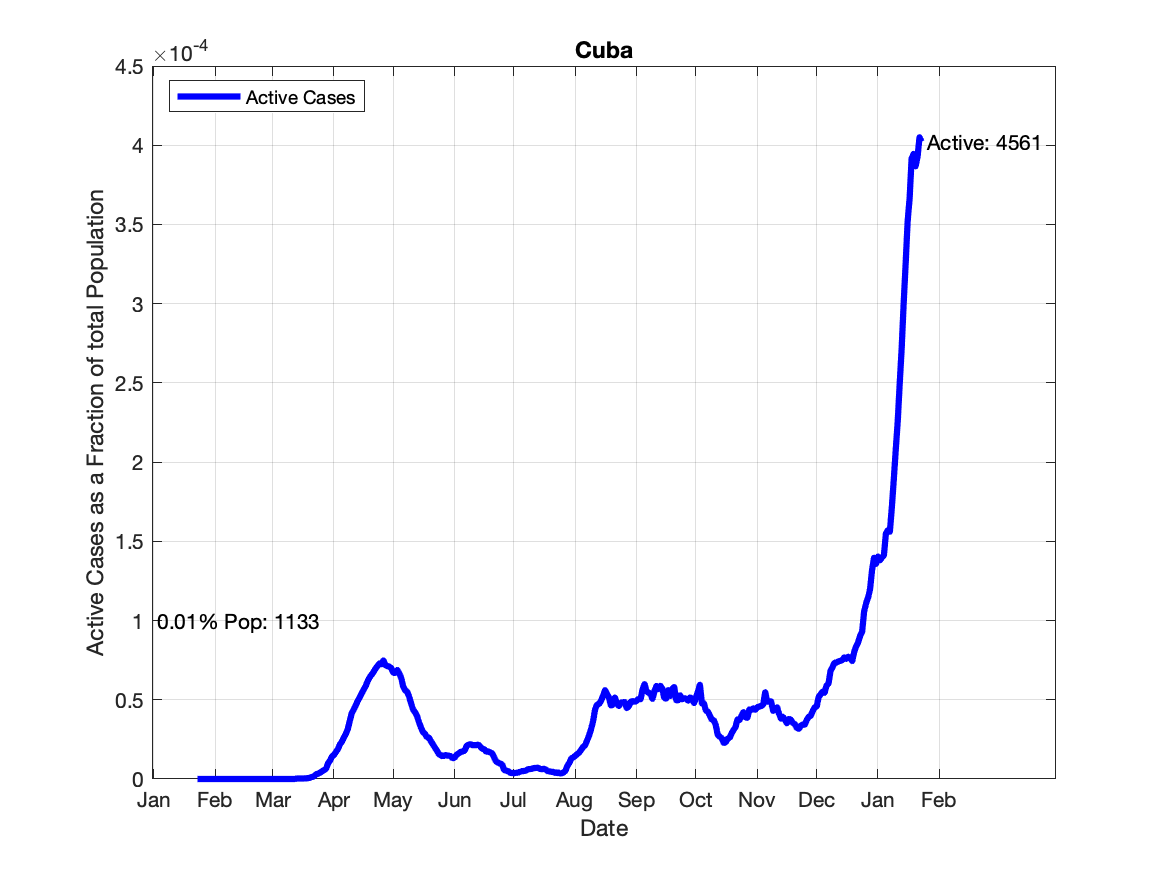 Cuba
×10-4
Active Cases
4.5
4
3.5
3
2.5
2
1.5
1
0.5
0
Active: 4561
0.01% Pop: 1133
Active Cases as a Fraction of total Population
Jan Feb Mar Apr May Jun Jul Aug Sep Oct Nov Dec Jan Feb
Date